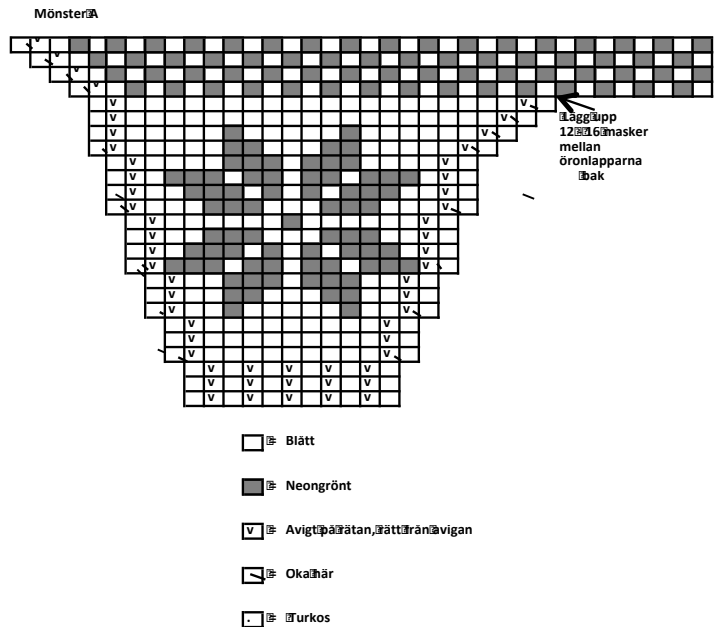 Mönster A
Lägg upp
12 - 16 masker
mellan
öronlapparna
bak
= Blått
= Neongrönt
v = Avigt på rätan, rätt från avigan
= Oka här
= Turkos